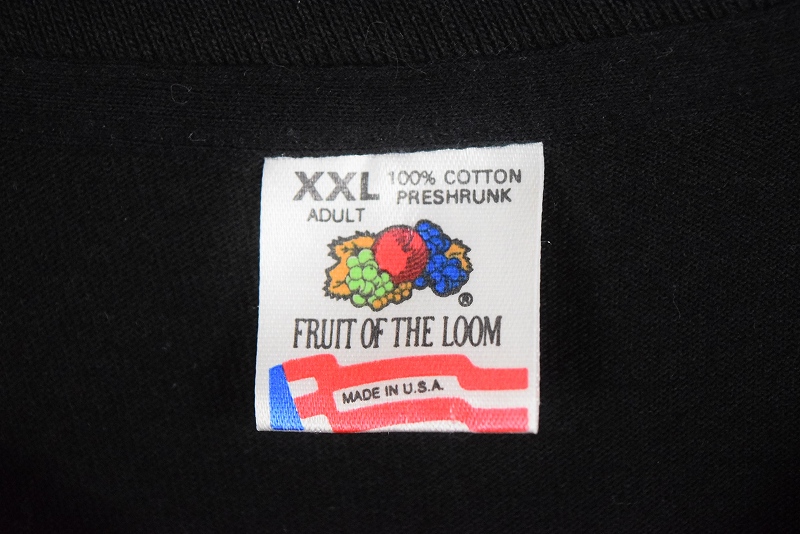 XXL 100% COTTON
ADULT PRESHRUNK
®
FRUIT OF THE LOOM
MADE IN U.S.A.